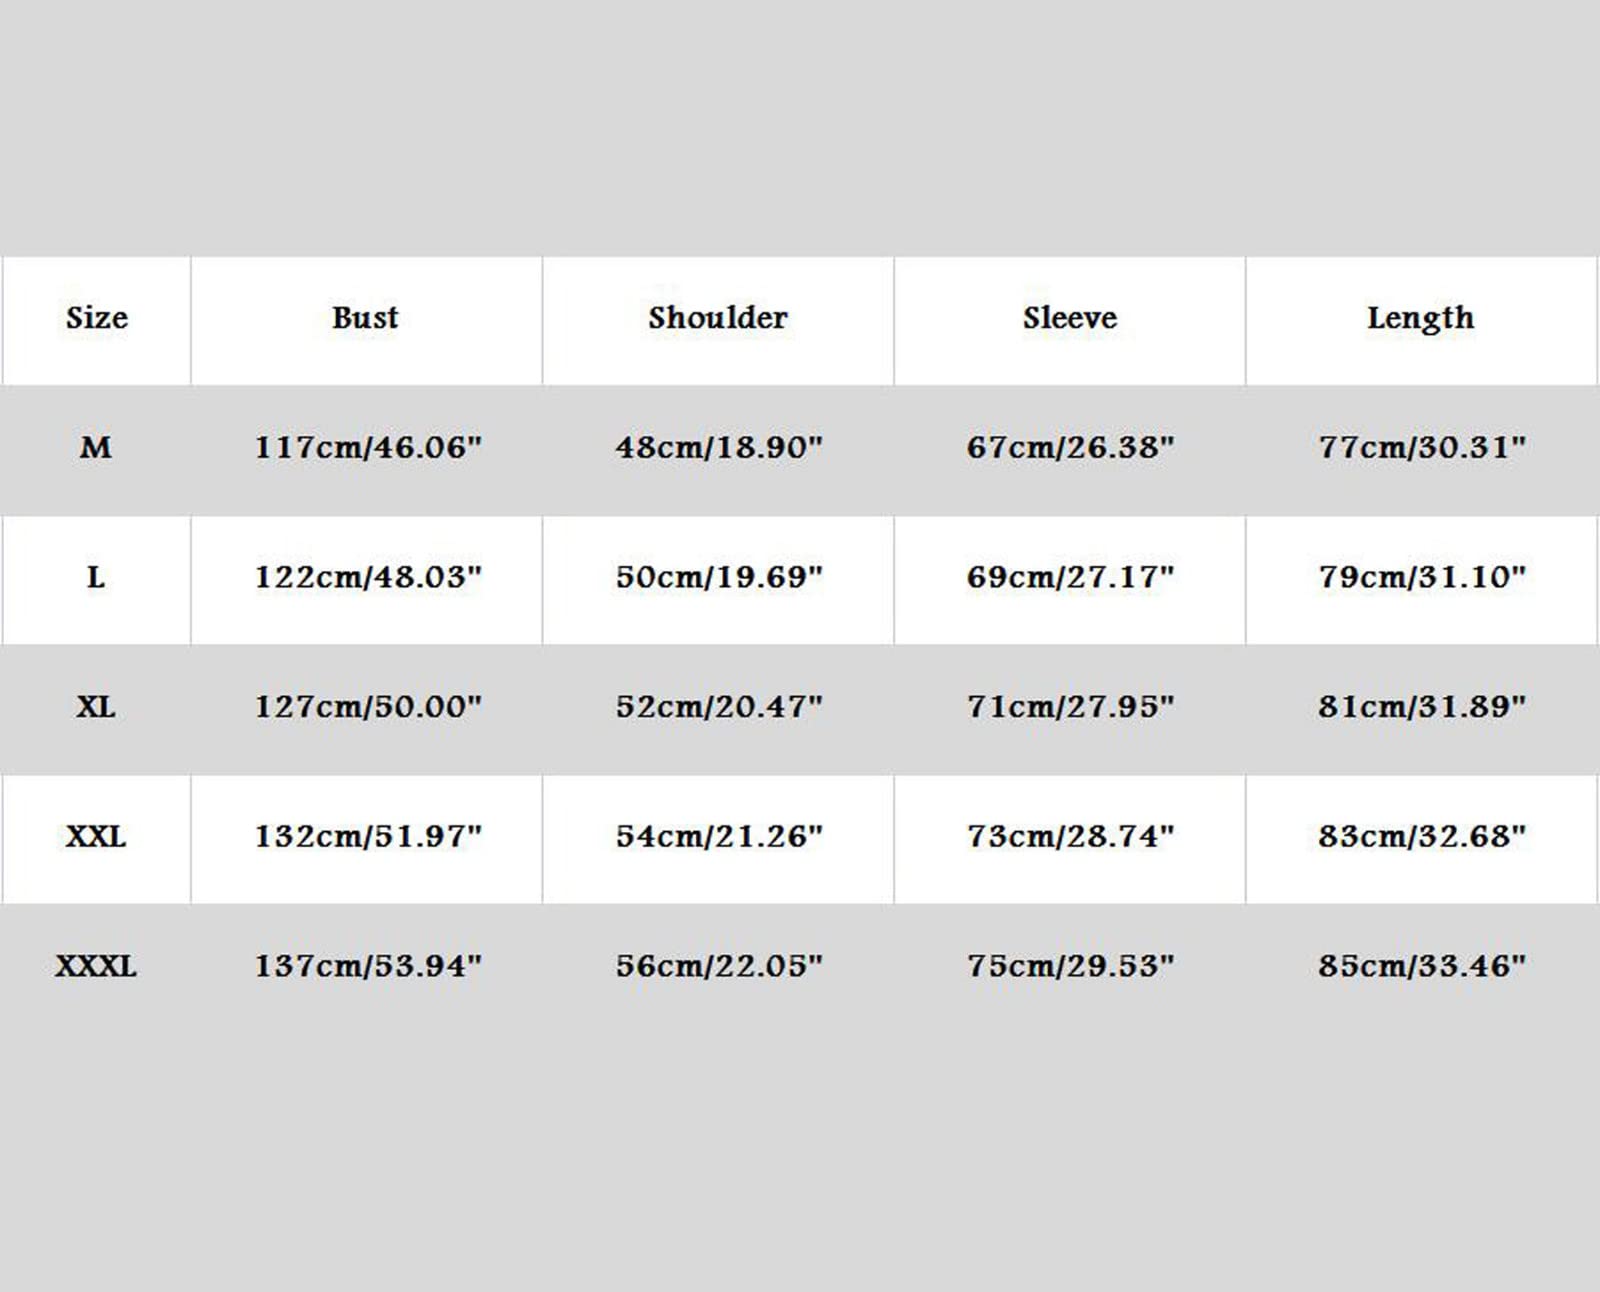 Size Bust Shoulder Sleeve Length
M 117cm/46.06" 48cm/18.90" 67cm/26.38" 77cm/30.31"
L 122cm/48.03" 50cm/19.69" 69cm/27.17" 79cm/31.10"
XL 127cm/50.00" 52cm/20.47" 71cm/27.95" 81cm/31.89"
XXL 132cm/51.97" 54cm/21.26" 73cm/28.74" 83cm/32.68"
XXXL 137cm/53.94" 56cm/22.05" 75cm/29.53" 85cm/33.46"